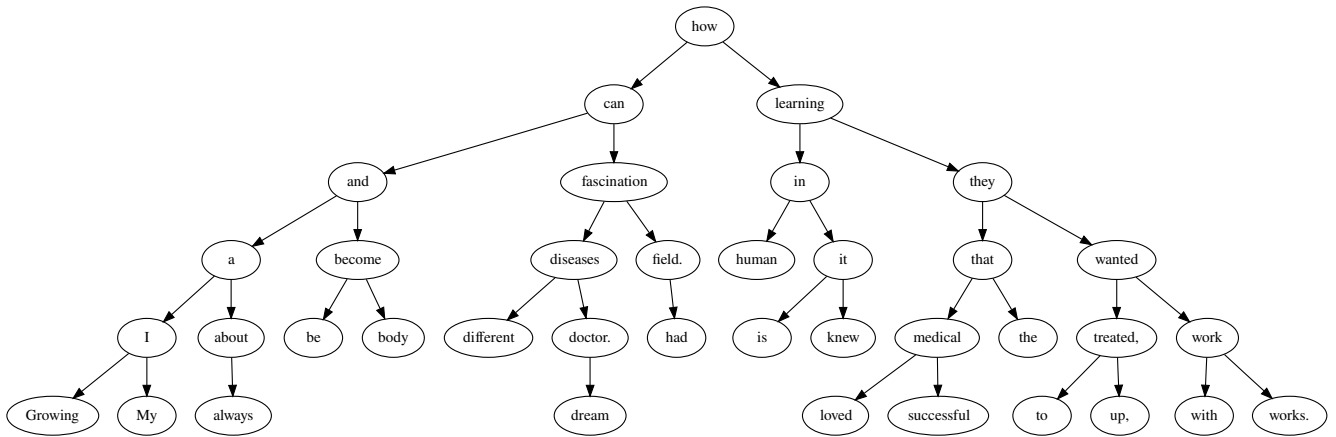 how
can learning
and fascination in they
a become diseases field. human it that wanted
I about be body different doctor. had is knew medical the treated, work
Growing My always dream loved successful to up, with works.